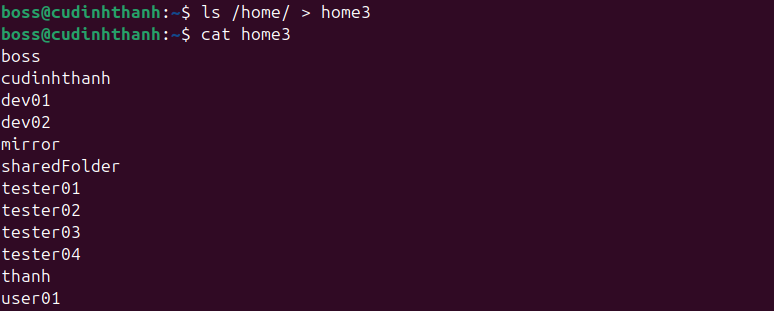 boss@cudinhthanh:~$ ls /home/ > home3
boss@cudinhthanh:~$ cat home3
boss
cudinhthanh
dev01
dev02
mirror
sharedFolder
tester01
tester02
tester03
tester04
thanh
user01